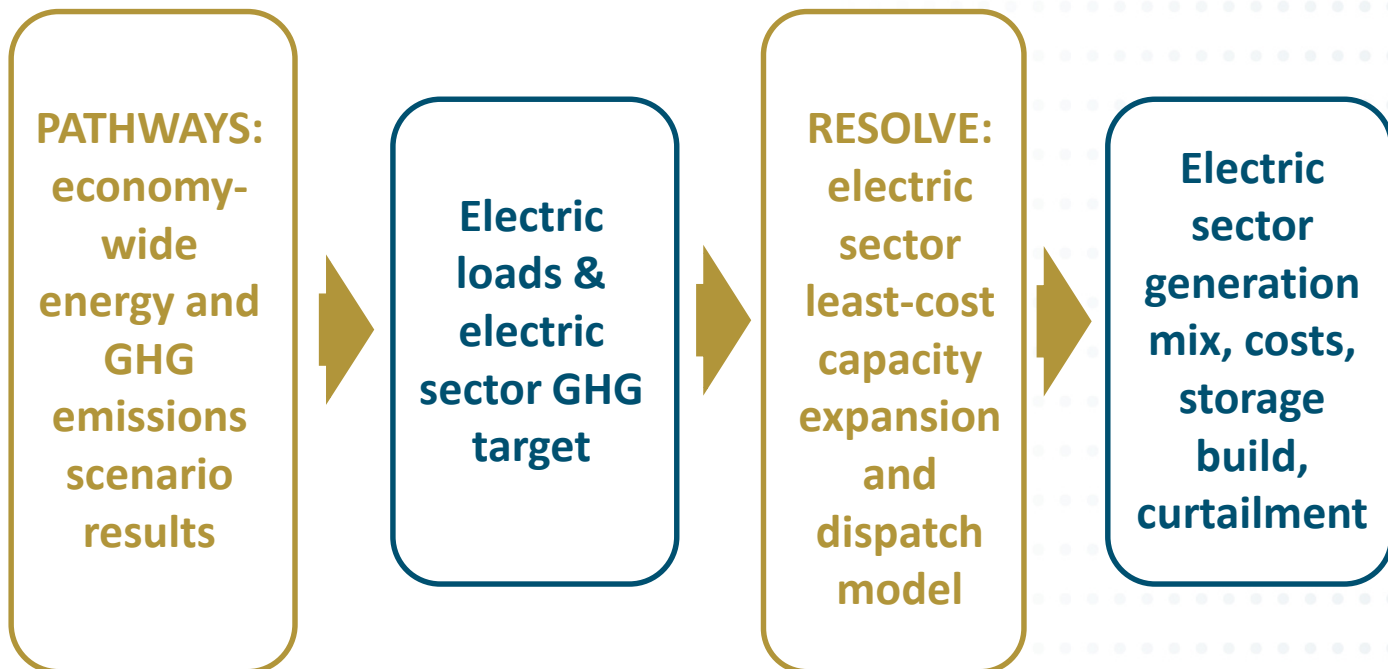 PATHWAYS:
economy-
wide
energy and
GHG
emissions
scenario
results
Electric
loads &
electric
sector GHG
target
RESOLVE:
electric
sector
least-cost
capacity
expansion
and
dispatch
model
Electric
sector
generation
mix, costs,
storage
build,
curtailment